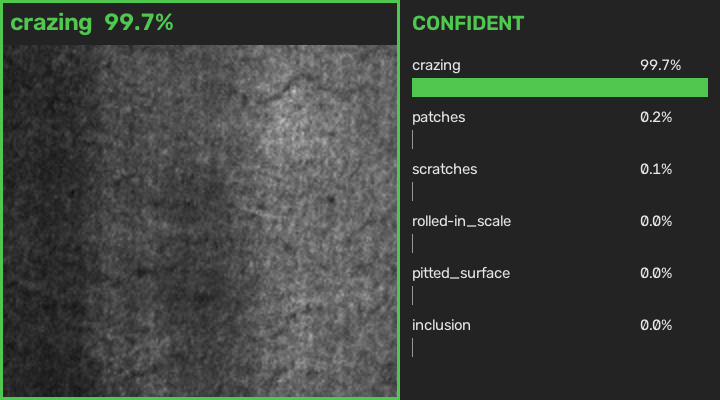 crazing 99.7%
CONFIDENT
crazing 99.7%
patches 0.2%
scratches 0.1%
rolled-in_scale 0.0%
pitted_surface 0.0%
inclusion 0.0%